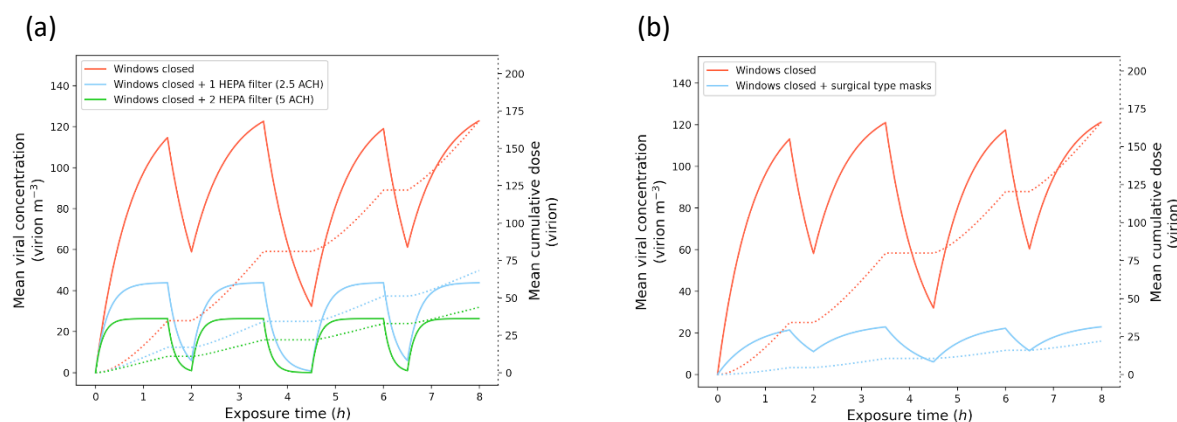 (a)
Windows closed
Windows closed + 1 HEPA filter (2.5 ACH)
Windows closed + 2 HEPA filter (5 ACH)
Mean viral concentration
(virion m⁻³)
140
120
100
80
60
40
20
0
0 1 2 3 4 5 6 7 8
Exposure time (h)
200
175
150
125
100
75
50
25
0
Mean cumulative dose
(virion)
(b)
Windows closed
Windows closed + surgical type masks
Mean viral concentration
(virion m⁻³)
140
120
100
80
60
40
20
0
0 1 2 3 4 5 6 7 8
Exposure time (h)
200
175
150
125
100
75
50
25
0
Mean cumulative dose
(virion)